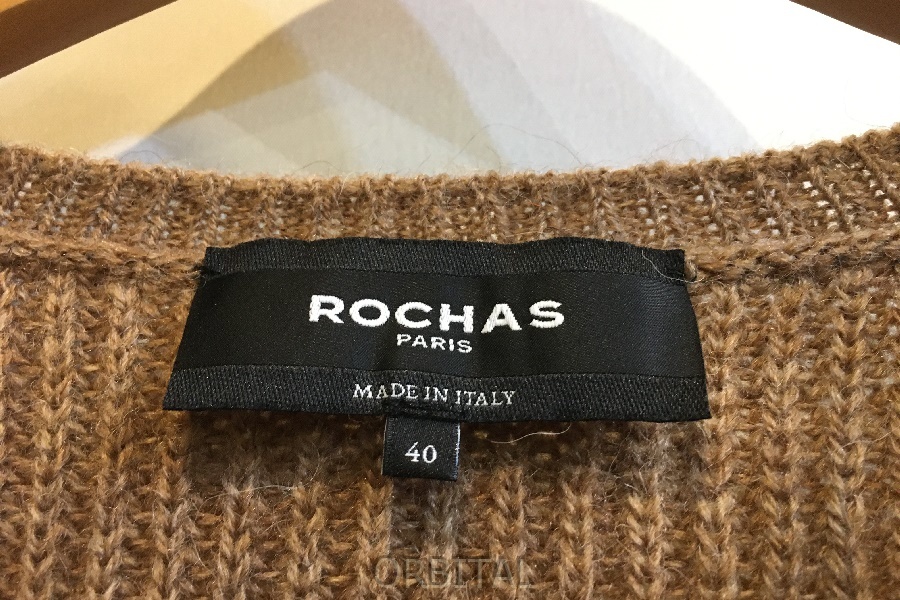 ROCHAS
PARIS
MADE IN ITALY
40
ORBITAL